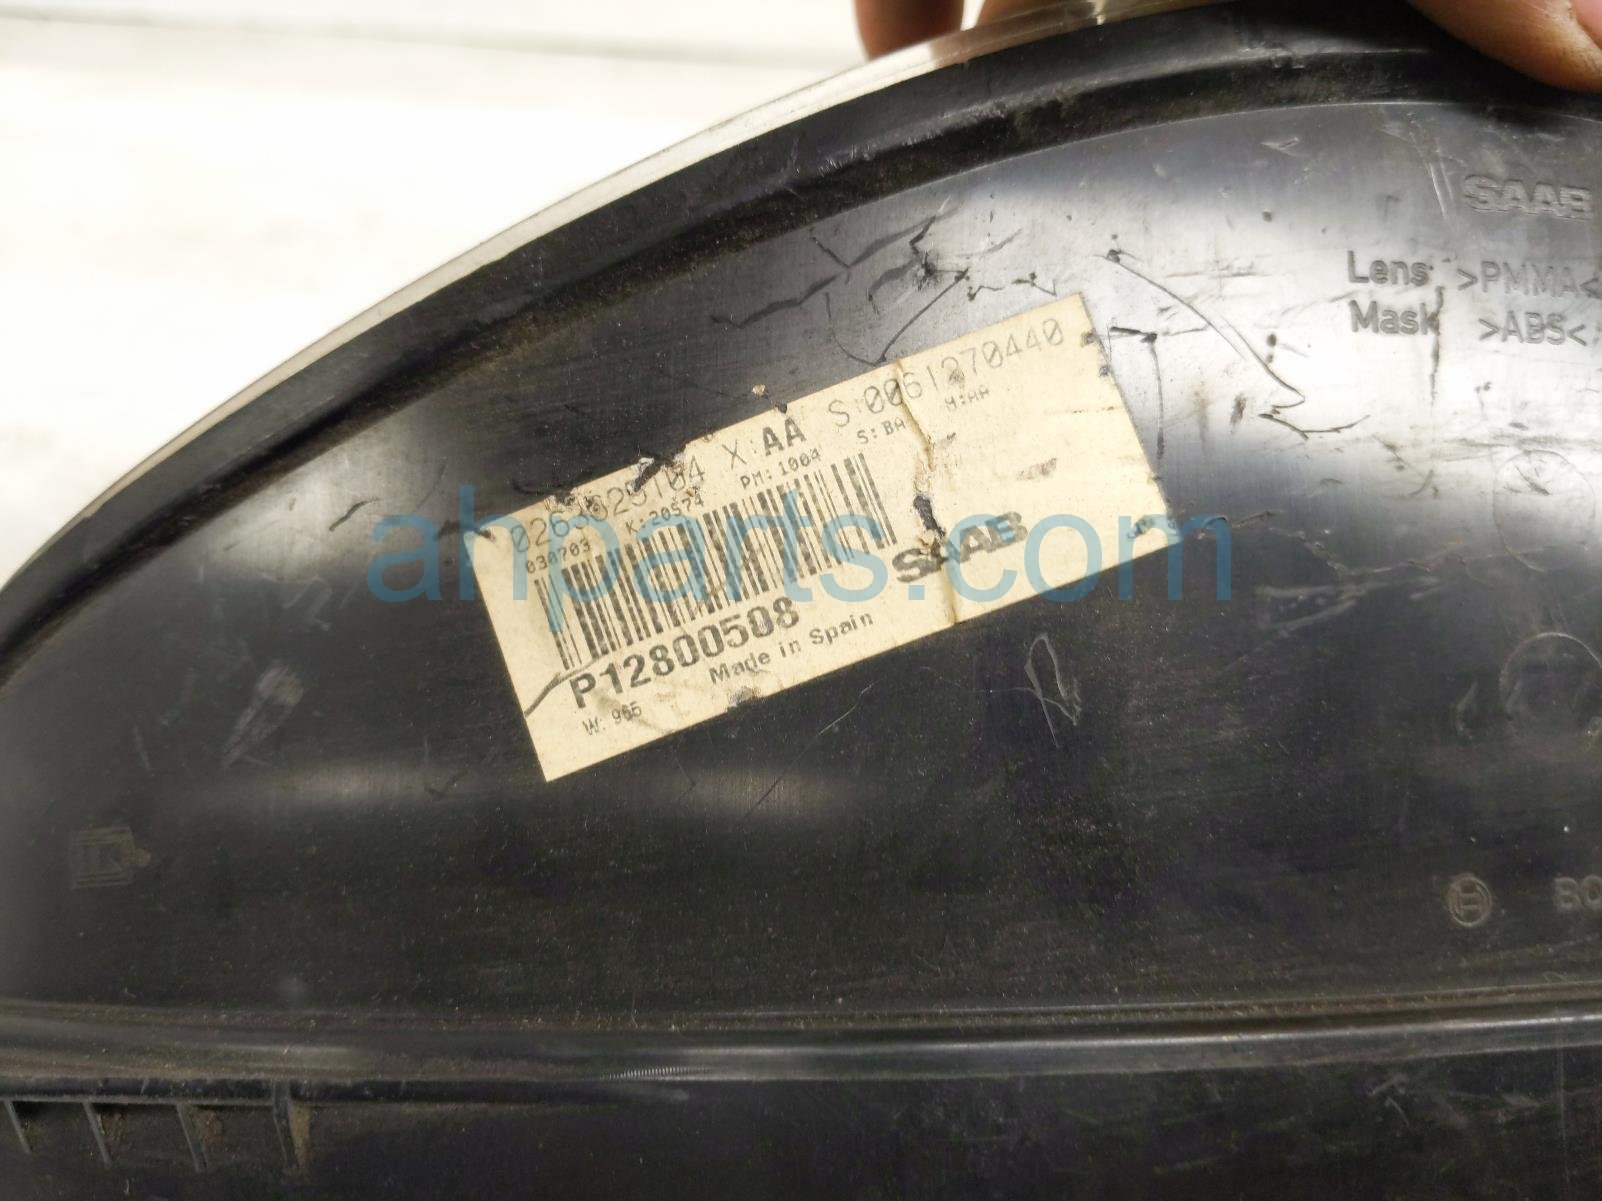 SAAB
Lens >PMMA<
Mask >ABS<
0263625104 X:AA S:0061270440
030703 K:20574 PM:1004 S:BA M:AA
SAAB
P12800508
Made in Spain
W: 965
ahparts.com